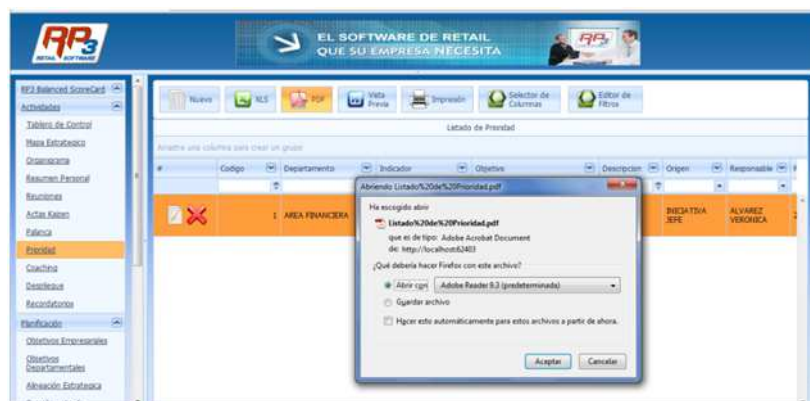 RP3
RETAIL SOFTWARE
EL SOFTWARE DE RETAIL
QUE SU EMPRESA NECESITA
RP3
RP3 Balanced ScoreCard
Actividades
Tablero de Control
Mapa Estrategico
Organigrama
Resumen Personal
Reuniones
Actas Kaizen
Palanca
Prioridad
Coaching
Despliegue
Recordatorios
Planificación
Objetivos Empresariales
Objetivos
Departamentales
Alineación Estrategica
Nuevo
XLS
PDF
Vista
Previa
Impresión
Selector de
Columnas
Editor de
Filtros
Listado de Prioridad
Arrastre una columna para crear un grupo
# Codigo Departamento Indicador Objetivo Descripcion Origen Responsable
1 AREA FINANCIERA
INICIATIVA
JEFE
ALVAREZ
VERONICA
Abriendo Listado%20de%20Prioridad.pdf
Ha escogido abrir
Listado%20de%20Prioridad.pdf
que es de tipo: Adobe Acrobat Document
de: http://localhost:62403
¿Qué debería hacer Firefox con este archivo?
Abrir con Adobe Reader 9.3 (predeterminada)
Guardar archivo
Hacer esto automáticamente para estos archivos a partir de ahora.
Aceptar Cancelar